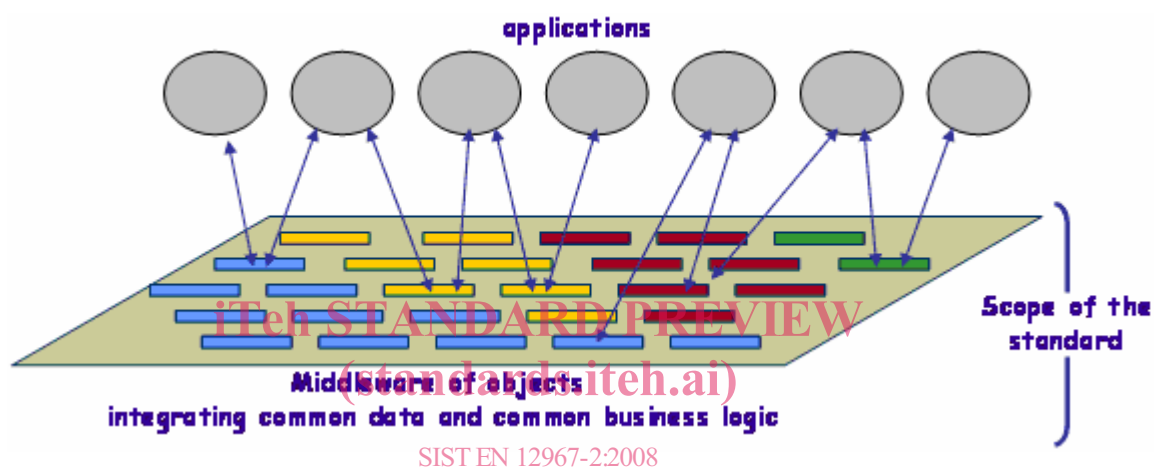 applications
Scope of the
standard
iTeh STANDARD PREVIEW
(standards.iteh.ai)
Middleware of objects
integrating common data and common business logic
SIST EN 12967-2:2008